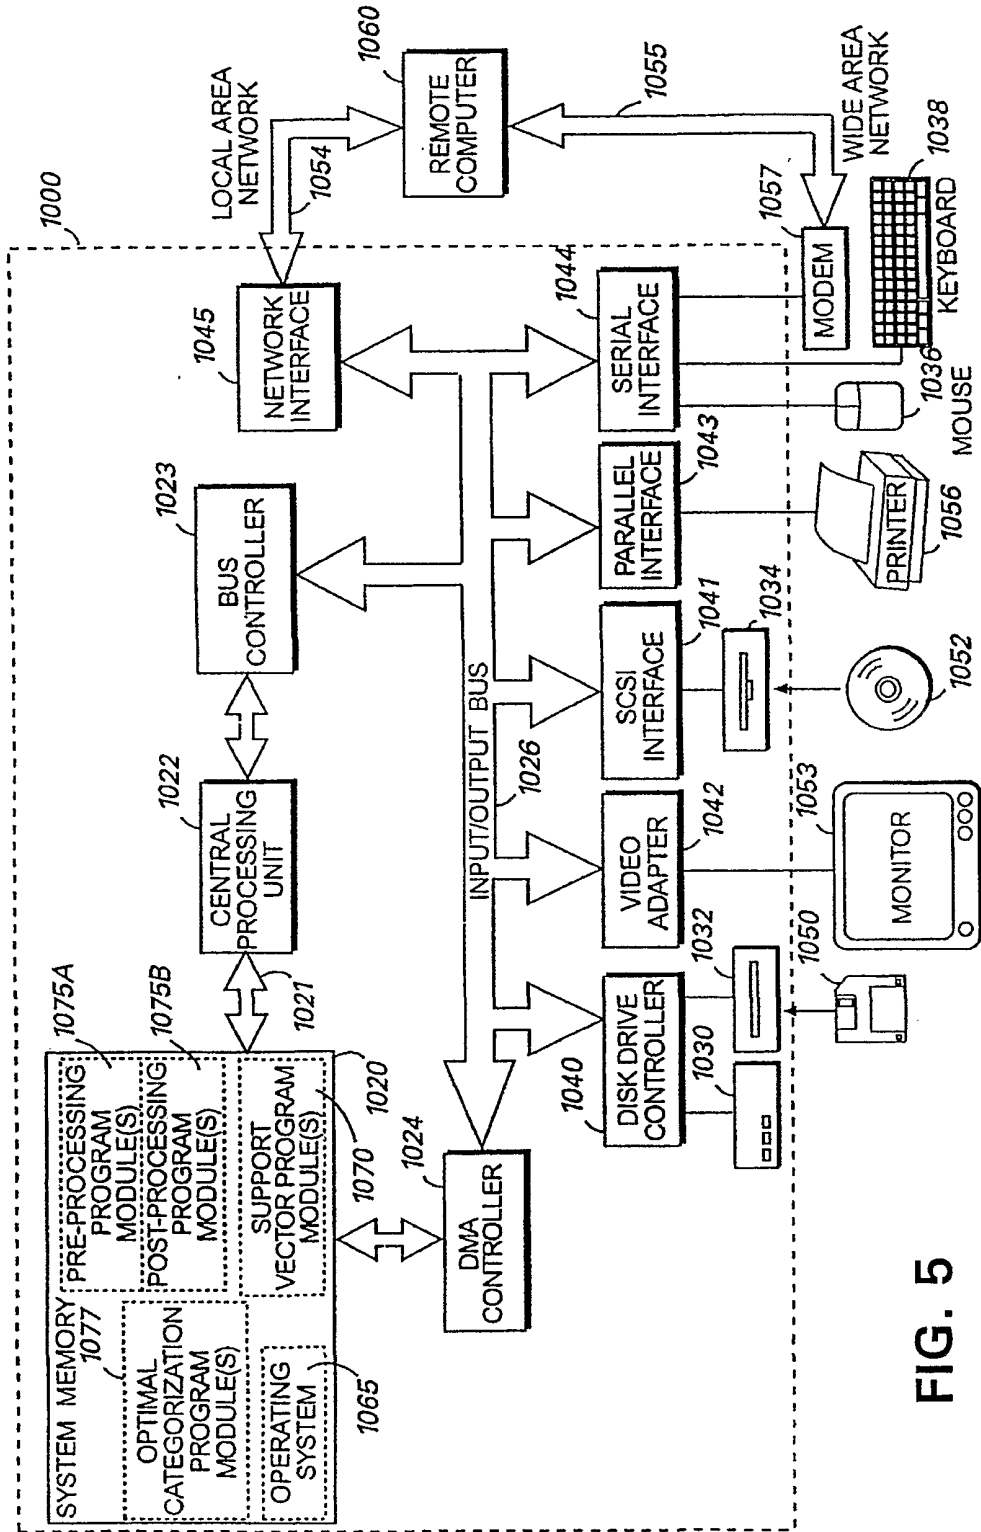 1000
SYSTEM MEMORY
1077
OPTIMAL
CATEGORIZATION
PROGRAM
MODULE(S)
OPERATING
SYSTEM
1065
PRE-PROCESSING
PROGRAM
MODULE(S)
1075A
POST-PROCESSING
PROGRAM
MODULE(S)
1075B
SUPPORT
VECTOR PROGRAM
MODULE(S)
1070
1020
1021
CENTRAL
PROCESSING
UNIT
1022
BUS
CONTROLLER
1023
NETWORK
INTERFACE
1045
LOCAL AREA
NETWORK
1054
REMOTE
COMPUTER
1060
1055
WIDE AREA
NETWORK
DMA
CONTROLLER
1024
INPUT/OUTPUT BUS
1026
DISK DRIVE
CONTROLLER
1040
VIDEO
ADAPTER
1042
SCSI
INTERFACE
1041
PARALLEL
INTERFACE
1043
SERIAL
INTERFACE
1044
1030
1032
1034
MODEM
1057
1050
MONITOR
1053
1052
PRINTER
1056
1036
MOUSE
KEYBOARD
1038
FIG. 5